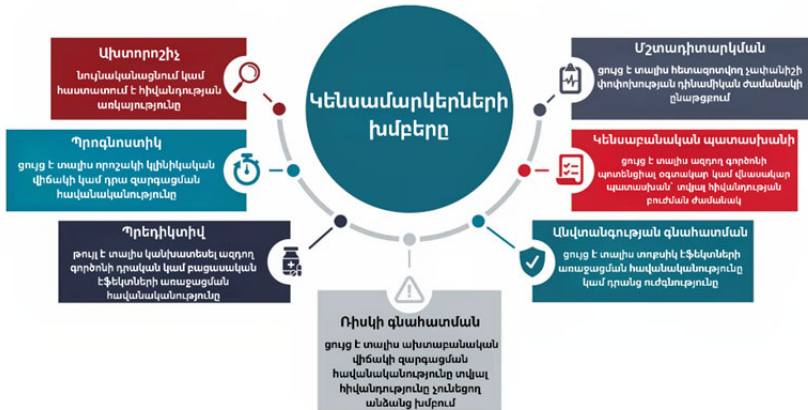 Կենսամարկերների
խմբերը
Ախտորոշիչ
նույնականացնում կամ
հաստատում է հիվանդության
առկայությունը
Պրոգնոստիկ
ցույց է տալիս որոշակի կլինիկական
վիճակի կամ դրա զարգացման
հավանականությունը
Պրեդիկտիվ
թույլ է տալիս կանխատեսել ազդող
գործոնի դրական կամ բացասական
էֆեկտների առաջացման
հավանականությունը
Ռիսկի գնահատման
ցույց է տալիս ախտաբանական
վիճակի զարգացման
հավանականությունը տվյալ
հիվանդությունը չունեցող
անձանց խմբում
Մշտադիտարկման
ցույց է տալիս հետազոտվող չափանիշի
փոփոխության դինամիկան ժամանակի
ընթացքում
Կենսաբանական պատասխանի
ցույց է տալիս ազդող գործոնի
պոտենցիալ օգտակար կամ վնասակար
պատասխան՝ տվյալ հիվանդության
բուժման ժամանակ
Անվտանգության գնահատման
ցույց է տալիս տոքսիկ էֆեկտների
առաջացման հավանականությունը
կամ դրանց ուժգնությունը